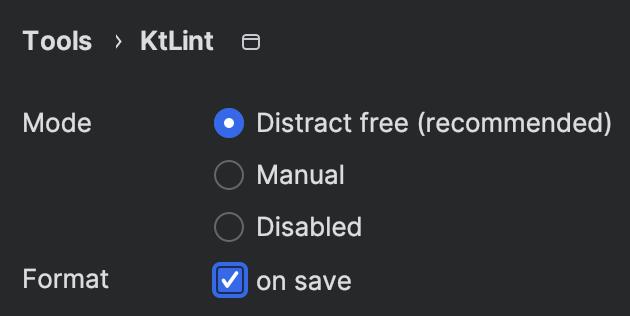 Tools › KtLint
Mode
Distract free (recommended)
Manual
Disabled
Format
on save